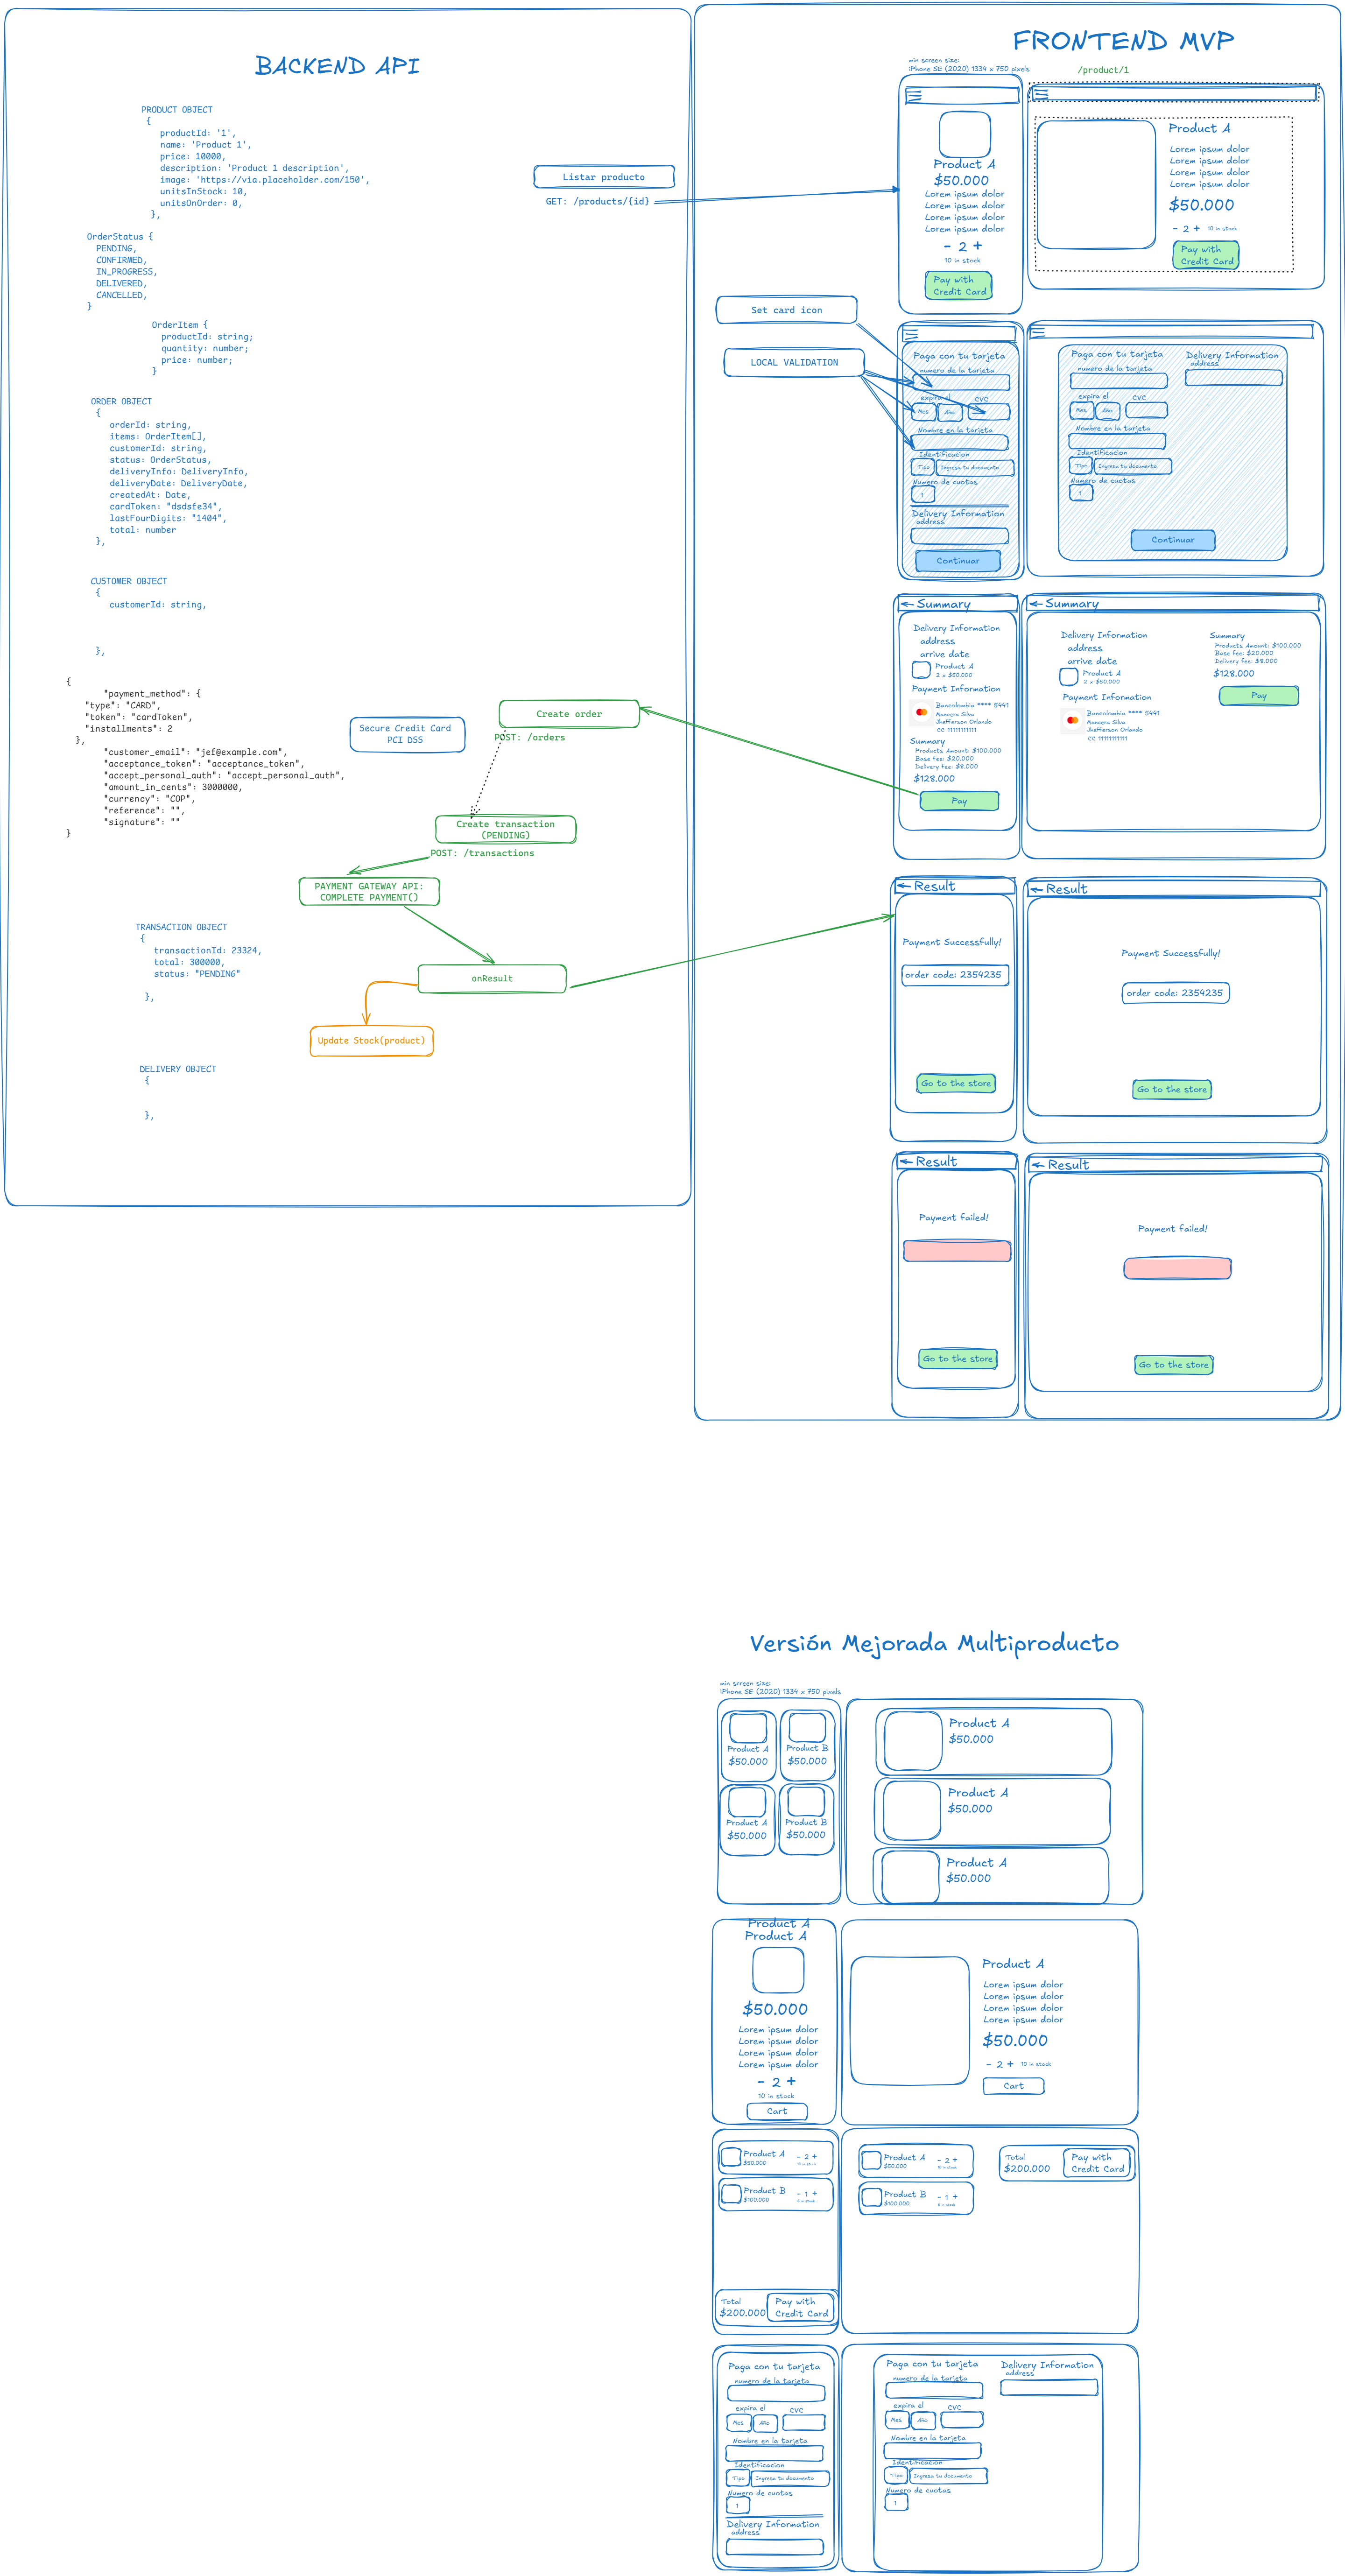 BACKEND API
PRODUCT OBJECT
{
productId: '1',
name: 'Product 1',
price: 10000,
description: 'Product 1 description',
image: 'https://via.placeholder.com/150',
unitsInStock: 10,
unitsOnOrder: 0,
},
OrderStatus {
PENDING,
CONFIRMED,
IN_PROGRESS,
DELIVERED,
CANCELLED,
}
OrderItem {
productId: string;
quantity: number;
price: number;
}
ORDER OBJECT
{
orderId: string,
items: OrderItem[],
customerId: string,
status: OrderStatus,
deliveryInfo: DeliveryInfo,
deliveryDate: DeliveryDate,
createdAt: Date,
cardToken: "dsdsfe34",
lastFourDigits: "1404",
total: number
},
CUSTOMER OBJECT
{
customerId: string,
},
{
"payment_method": {
"type": "CARD",
"token": "cardToken",
"installments": 2
},
"customer_email": "jef@example.com",
"acceptance_token": "acceptance_token",
"accept_personal_auth": "accept_personal_auth",
"amount_in_cents": 3000000,
"currency": "COP",
"reference": "",
"signature": ""
}
TRANSACTION OBJECT
{
transactionId: 23324,
total: 300000,
status: "PENDING"
},
DELIVERY OBJECT
{
},
Listar producto
GET: /products/{id}
Secure Credit Card
PCI DSS
Create order
POST: /orders
Create transaction
(PENDING)
POST: /transactions
PAYMENT GATEWAY API:
COMPLETE PAYMENT()
onResult
Update Stock(product)
FRONTEND MVP
min screen size:
iPhone SE (2020) 1334 x 750 pixels
/product/1
Product A
$50.000
Lorem ipsum dolor
Lorem ipsum dolor
Lorem ipsum dolor
Lorem ipsum dolor
- 2 +
10 in stock
Pay with
Credit Card
Product A
Lorem ipsum dolor
Lorem ipsum dolor
Lorem ipsum dolor
Lorem ipsum dolor
$50.000
- 2 + 10 in stock
Pay with
Credit Card
Set card icon
LOCAL VALIDATION
Paga con tu tarjeta
numero de la tarjeta
expira el CVC
Mes Año
Nombre en la tarjeta
Identificacion
Tipo Ingresa tu documento
Numero de cuotas
1
Delivery Information
address
Continuar
Paga con tu tarjeta
numero de la tarjeta
expira el CVC
Mes Año
Nombre en la tarjeta
Identificacion
Tipo Ingresa tu documento
Numero de cuotas
1
Delivery Information
address
Continuar
Summary
Delivery Information
address
arrive date
Product A
2 x $50.000
Payment Information
Bancolombia **** 5491
Mancera Silva
Jhefferson Orlando
CC 11111111111
Summary
Products Amount: $100.000
Base fee: $20.000
Delivery fee: $8.000
$128.000
Pay
Summary
Delivery Information
address
arrive date
Product A
2 x $50.000
Payment Information
Bancolombia **** 5491
Mancera Silva
Jhefferson Orlando
CC 11111111111
Summary
Products Amount: $100.000
Base fee: $20.000
Delivery fee: $8.000
$128.000
Pay
Result
Payment Successfully!
order code: 2354235
Go to the store
Result
Payment Successfully!
order code: 2354235
Go to the store
Result
Payment failed!
Go to the store
Result
Payment failed!
Go to the store
Versión Mejorada Multiproducto
min screen size:
iPhone SE (2020) 1334 x 750 pixels
Product A
$50.000
Product B
$50.000
Product A
$50.000
Product B
$50.000
Product A
$50.000
Product A
$50.000
Product A
$50.000
Product A
Product A
$50.000
Lorem ipsum dolor
Lorem ipsum dolor
Lorem ipsum dolor
Lorem ipsum dolor
- 2 +
10 in stock
Cart
Product A
Lorem ipsum dolor
Lorem ipsum dolor
Lorem ipsum dolor
Lorem ipsum dolor
$50.000
- 2 + 10 in stock
Cart
Product A - 2 +
$50.000 10 in stock
Product B - 1 +
$100.000
Total
$200.000
Pay with
Credit Card
Product A - 2 +
$50.000 10 in stock
Product B - 1 +
$100.000
Total
$200.000
Pay with
Credit Card
Paga con tu tarjeta
numero de la tarjeta
expira el CVC
Mes Año
Nombre en la tarjeta
Identificacion
Tipo Ingresa tu documento
Numero de cuotas
1
Delivery Information
address
Paga con tu tarjeta
numero de la tarjeta
expira el CVC
Mes Año
Nombre en la tarjeta
Identificacion
Tipo Ingresa tu documento
Numero de cuotas
1
Delivery Information
address